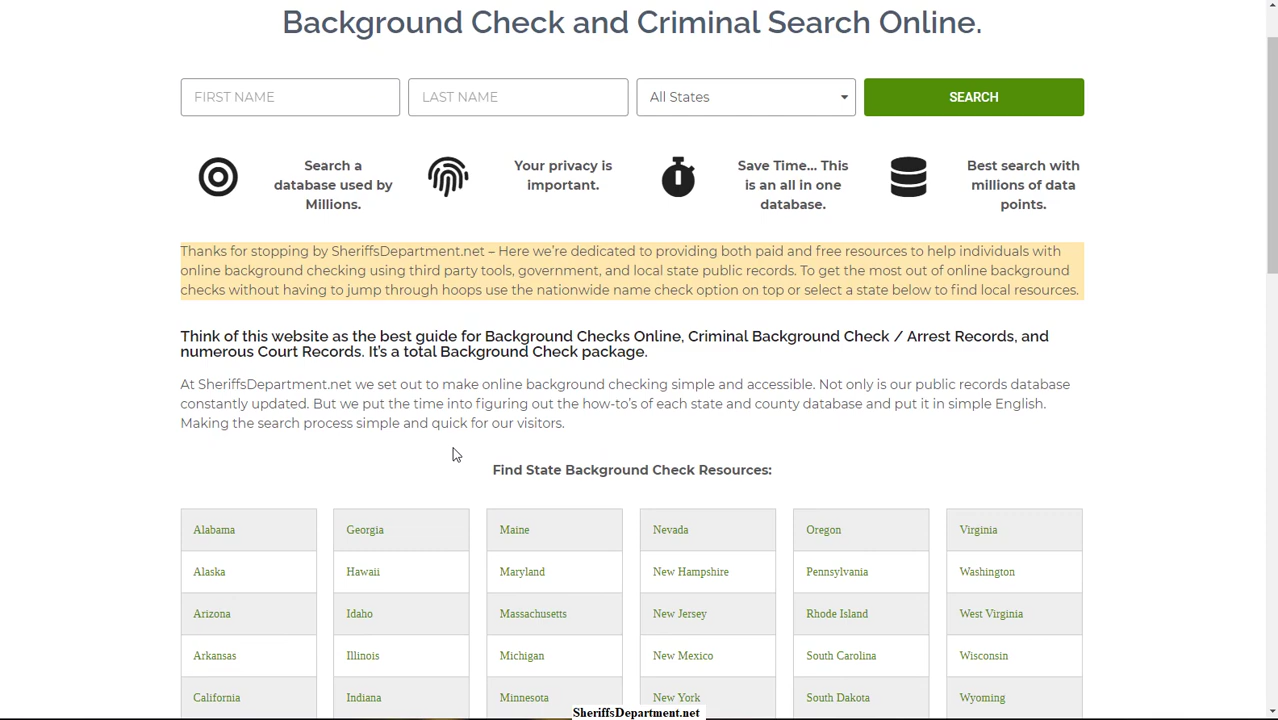 Background Check and Criminal Search Online.
FIRST NAME
LAST NAME
All States
SEARCH
Search a
database used by
Millions.
Your privacy is
important.
Save Time... This
is an all in one
database.
Best search with
millions of data
points.
Thanks for stopping by SheriffsDepartment.net – Here we’re dedicated to providing both paid and free resources to help individuals with
online background checking using third party tools, government, and local state public records. To get the most out of online background
checks without having to jump through hoops use the nationwide name check option on top or select a state below to find local resources.
Think of this website as the best guide for Background Checks Online, Criminal Background Check / Arrest Records, and
numerous Court Records. It’s a total Background Check package.
At SheriffsDepartment.net we set out to make online background checking simple and accessible. Not only is our public records database
constantly updated. But we put the time into figuring out the how-to’s of each state and county database and put it in simple English.
Making the search process simple and quick for our visitors.
Find State Background Check Resources:
Alabama
Georgia
Maine
Nevada
Oregon
Virginia
Alaska
Hawaii
Maryland
New Hampshire
Pennsylvania
Washington
Arizona
Idaho
Massachusetts
New Jersey
Rhode Island
West Virginia
Arkansas
Illinois
Michigan
New Mexico
South Carolina
Wisconsin
California
Indiana
Minnesota
New York
South Dakota
Wyoming
SheriffsDepartment.net